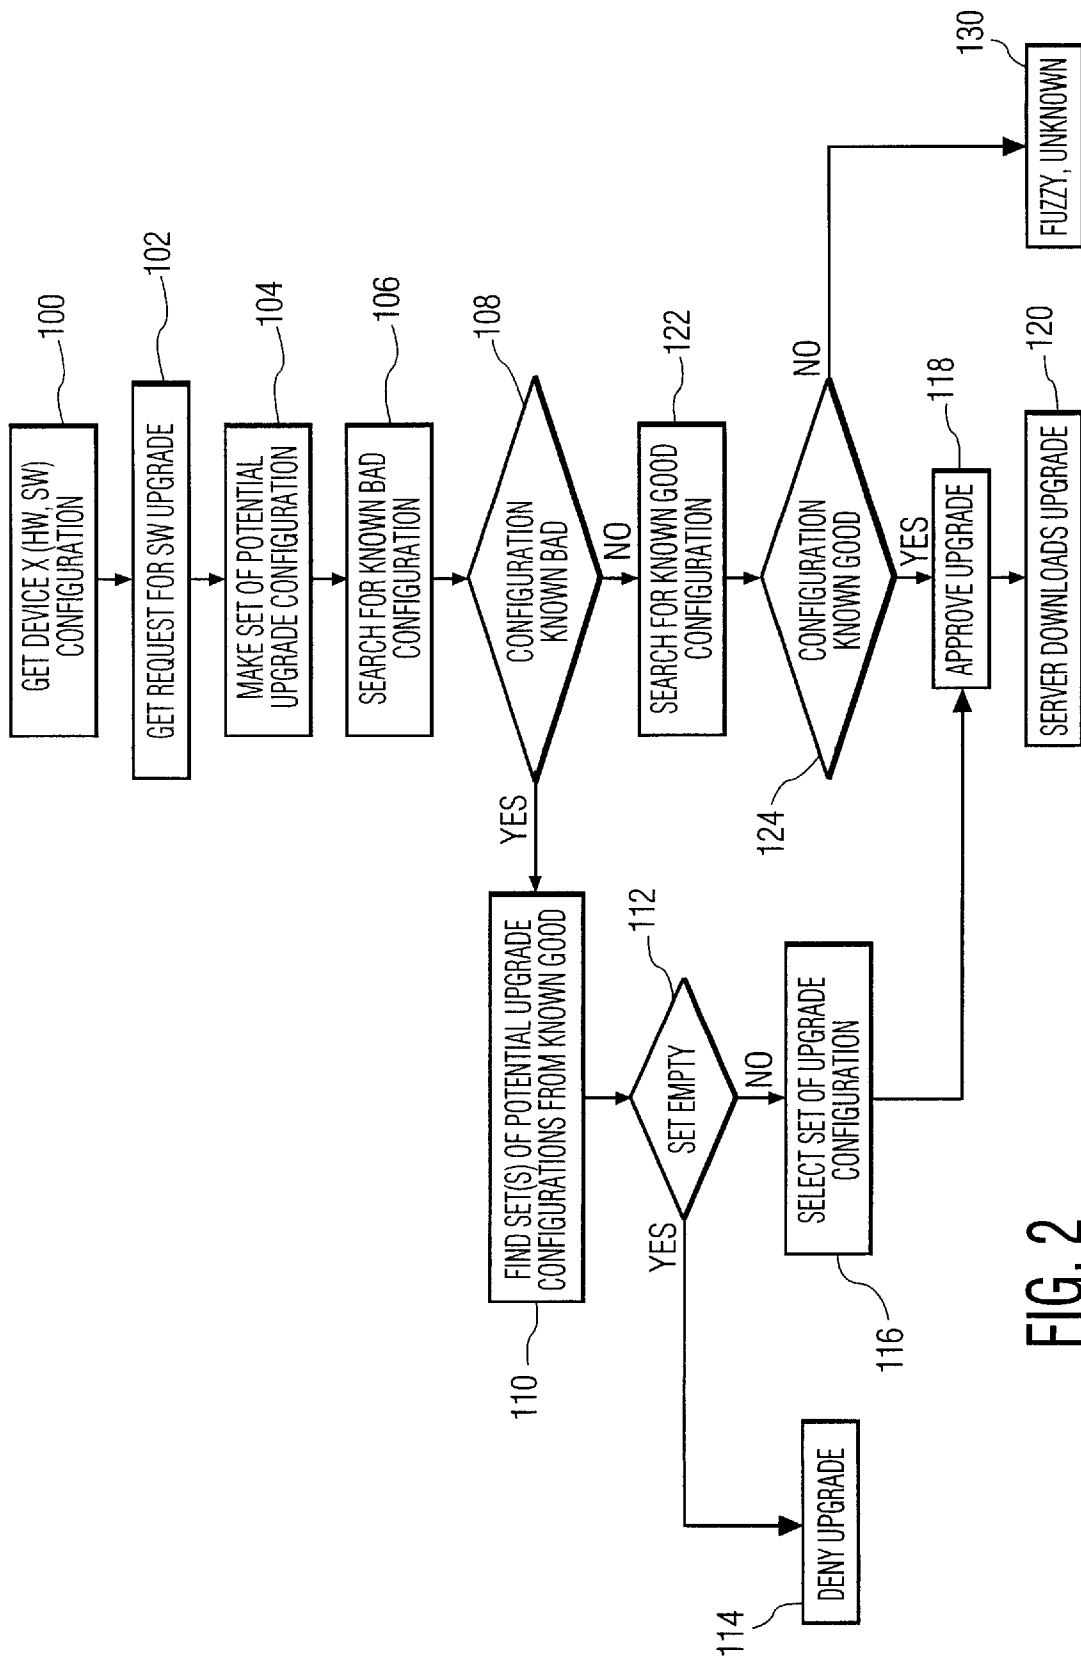 GET DEVICE X (HW, SW)
CONFIGURATION
100
GET REQUEST FOR SW UPGRADE
102
MAKE SET OF POTENTIAL
UPGRADE CONFIGURATION
104
SEARCH FOR KNOWN BAD
CONFIGURATION
106
CONFIGURATION
KNOWN BAD
108
YES
NO
FIND SET(S) OF POTENTIAL UPGRADE
CONFIGURATIONS FROM KNOWN GOOD
110
SEARCH FOR KNOWN GOOD
CONFIGURATION
122
SET EMPTY
112
YES
NO
CONFIGURATION
KNOWN GOOD
124
NO
YES
DENY UPGRADE
114
SELECT SET OF UPGRADE
CONFIGURATION
116
APPROVE UPGRADE
118
SERVER DOWNLOADS UPGRADE
120
FUZZY, UNKNOWN
130
FIG. 2